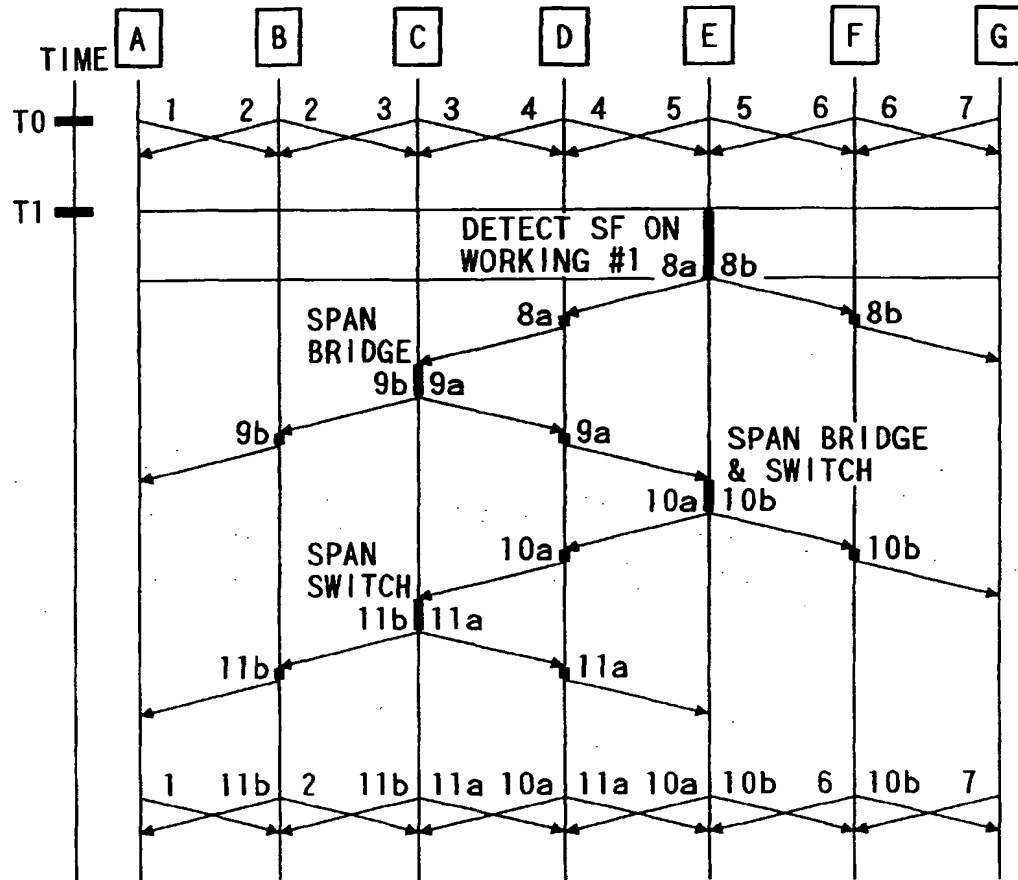 A B C D E F G
TIME
T0 1 2 2 3 3 4 4 5 5 6 6 7
T1
DETECT SF ON
WORKING #1 8a 8b
8a 8b
SPAN
BRIDGE
9b 9a
9b 9a
SPAN BRIDGE
& SWITCH
10a 10b
10a 10b
SPAN
SWITCH
11b 11a
11b 11a
1 11b 2 11b 11a 10a 11a 10a 10b 6 10b 7